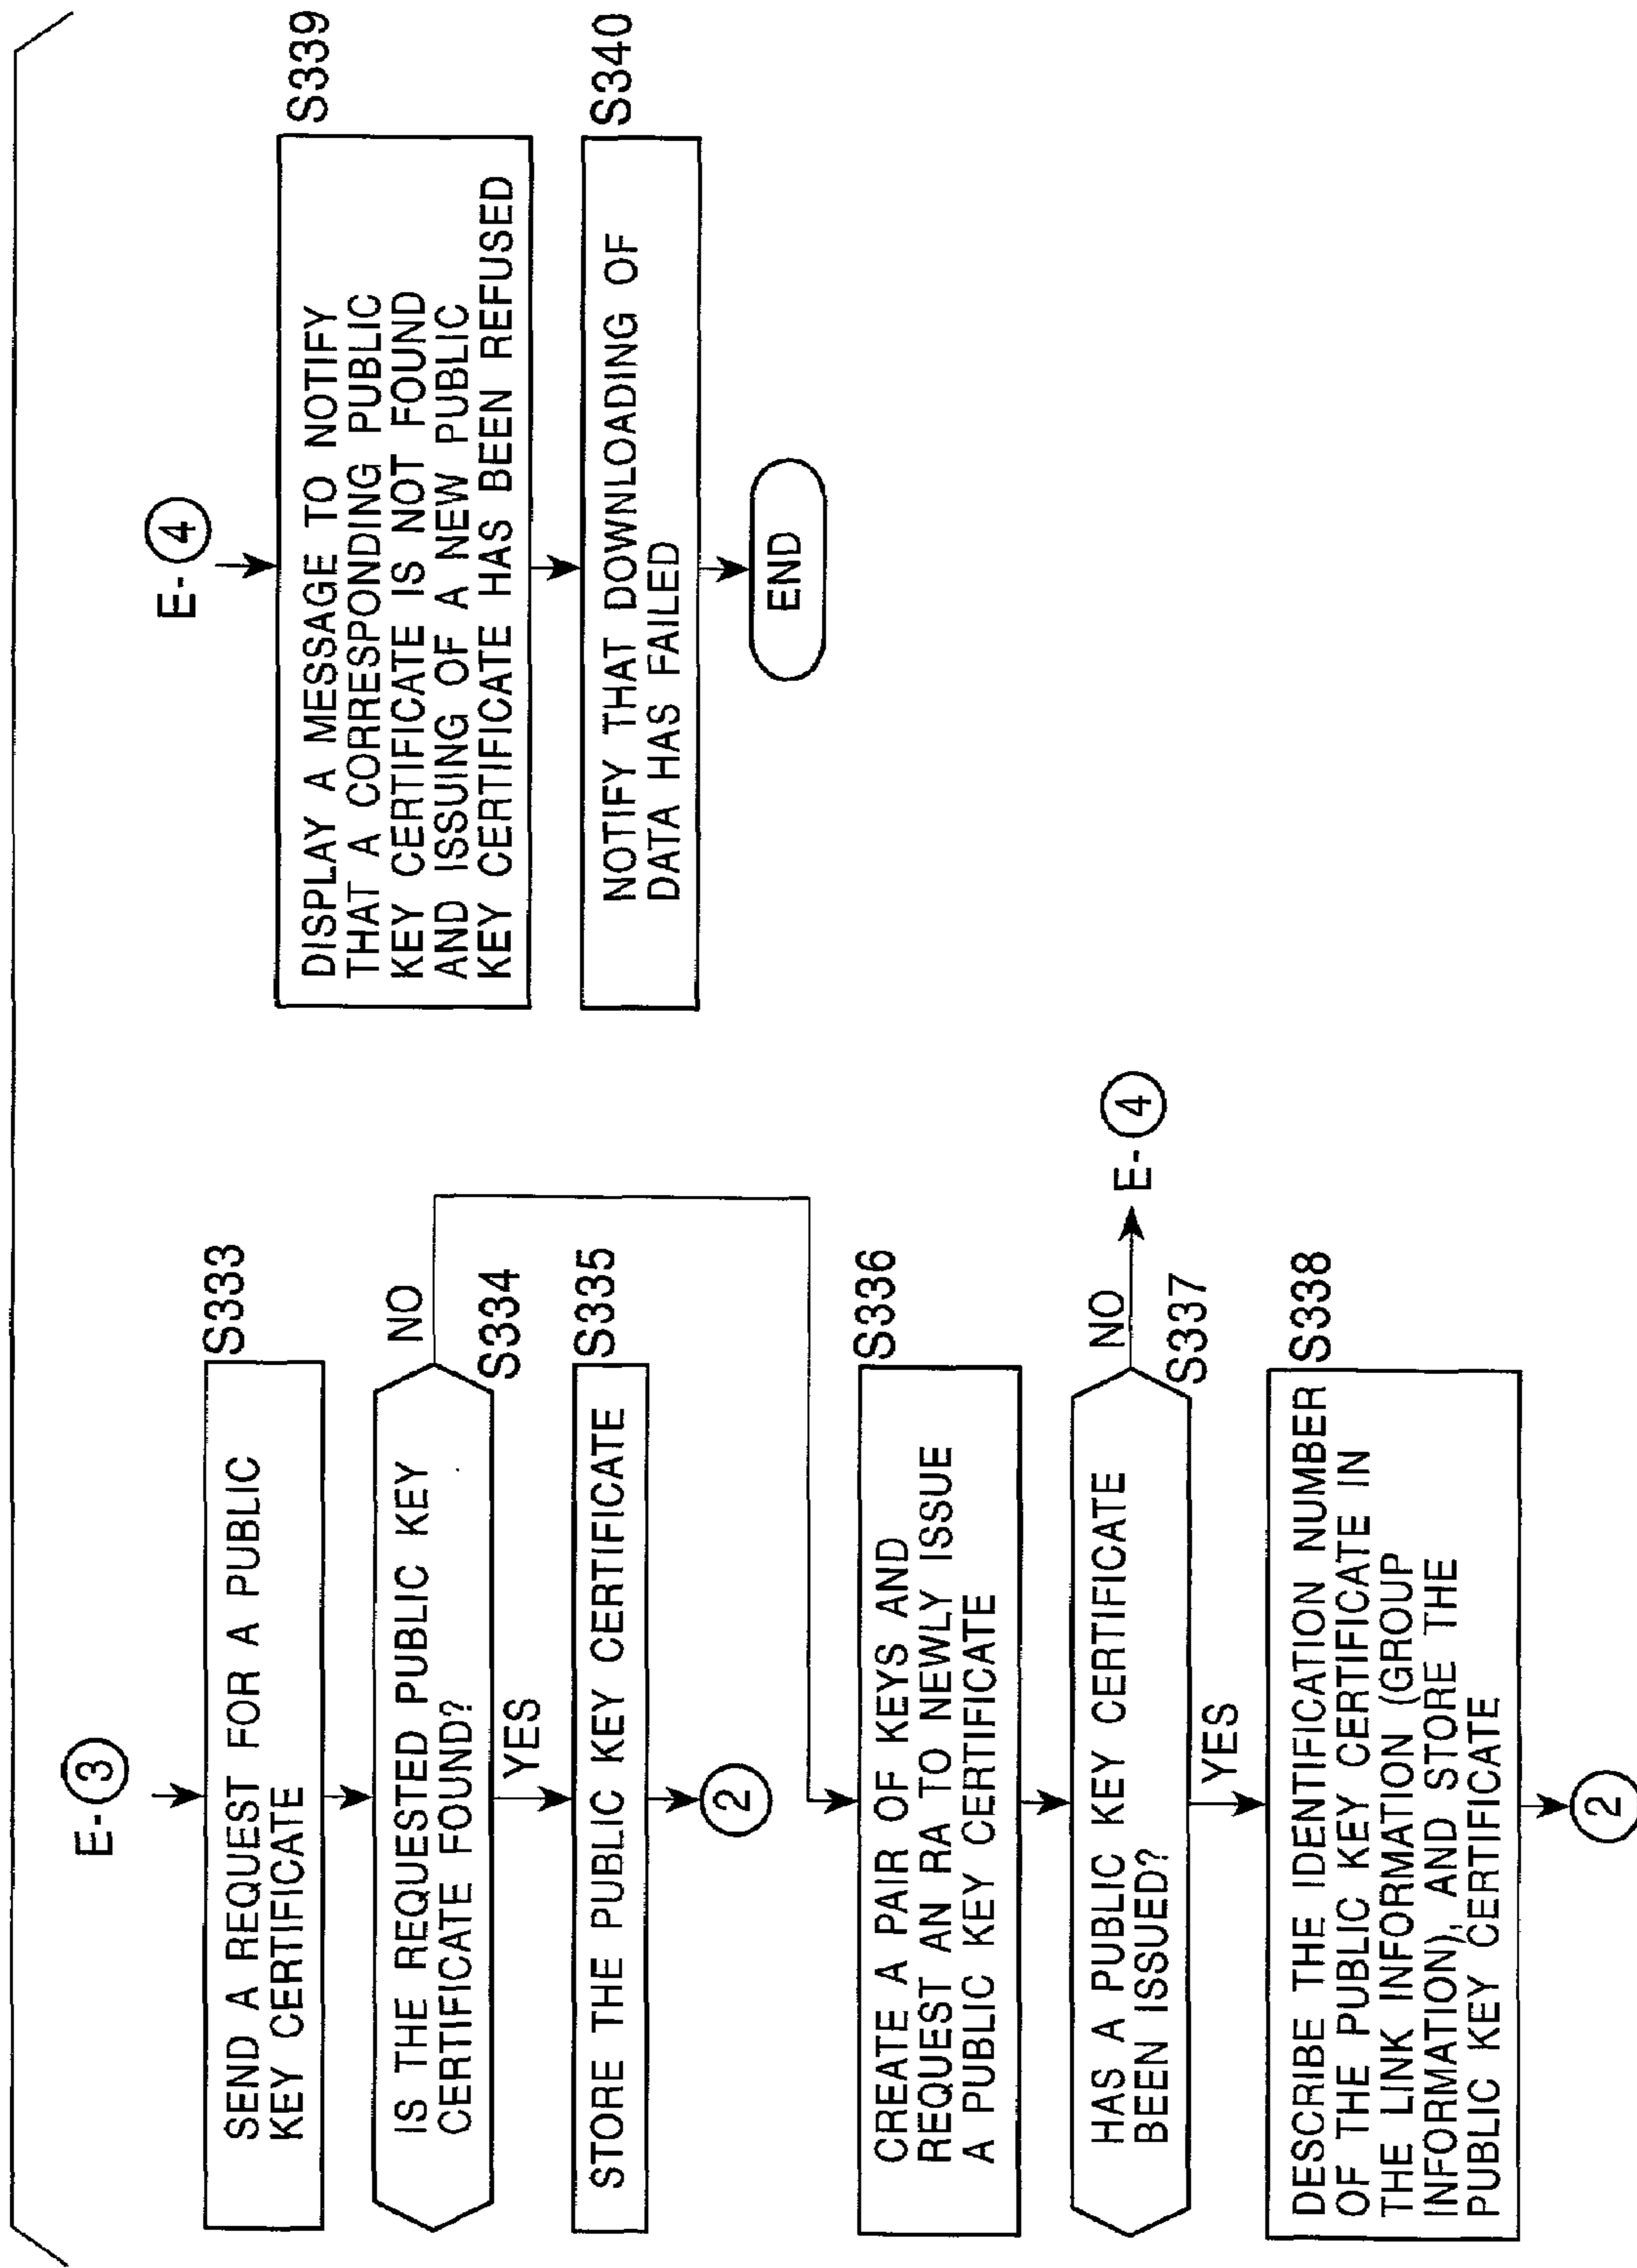 E-③
S333
SEND A REQUEST FOR A PUBLIC
KEY CERTIFICATE
IS THE REQUESTED PUBLIC KEY
CERTIFICATE FOUND?
NO
S334
YES
S335
STORE THE PUBLIC KEY CERTIFICATE
②
S336
CREATE A PAIR OF KEYS AND
REQUEST AN RA TO NEWLY ISSUE
A PUBLIC KEY CERTIFICATE
HAS A PUBLIC KEY CERTIFICATE
BEEN ISSUED?
NO
E-④
S337
YES
S338
DESCRIBE THE IDENTIFICATION NUMBER
OF THE PUBLIC KEY CERTIFICATE IN
THE LINK INFORMATION (GROUP
INFORMATION), AND STORE THE
PUBLIC KEY CERTIFICATE
②
E-④
S339
DISPLAY A MESSAGE TO NOTIFY
THAT A CORRESPONDING PUBLIC
KEY CERTIFICATE IS NOT FOUND
AND ISSUING OF A NEW PUBLIC
KEY CERTIFICATE HAS BEEN REFUSED
S340
NOTIFY THAT DOWNLOADING OF
DATA HAS FAILED
END